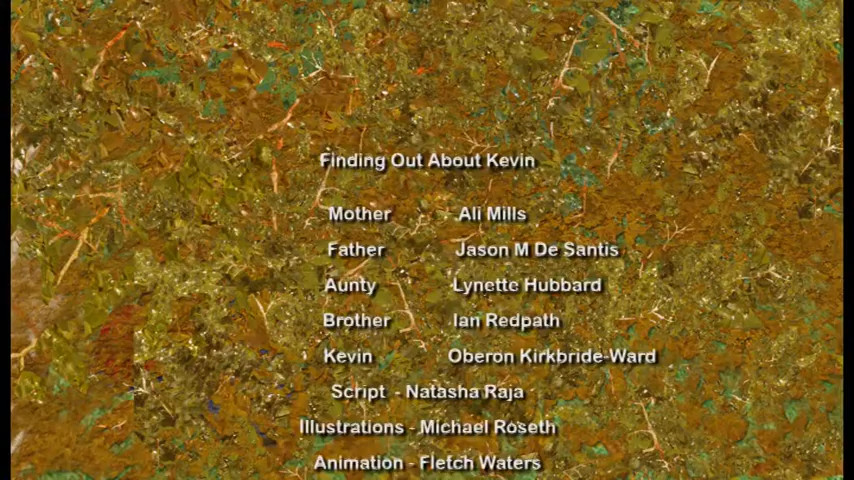 Finding Out About Kevin
Mother Ali Mills
Father Jason M De Santis
Aunty Lynette Hubbard
Brother Ian Redpath
Kevin Oberon Kirkbride-Ward
Script - Natasha Raja
Illustrations - Michael Roseth
Animation - Fletch Waters